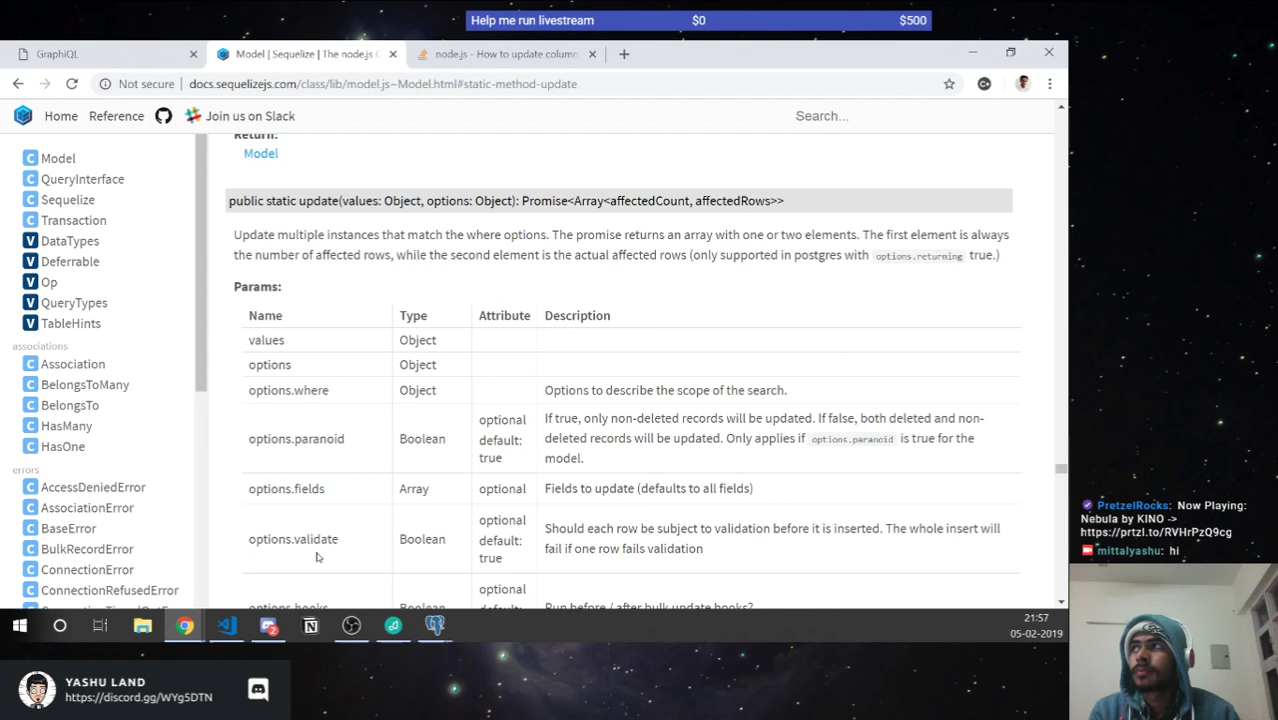 Help me run livestream $0 $500
GraphiQL
Model | Sequelize | The node.js O
node.js - How to update column
Not secure docs.sequelizejs.com/class/lib/model.js~Model.html#static-method-update
Home Reference Join us on Slack Search...
Model
QueryInterface
Sequelize
Transaction
DataTypes
Deferrable
Op
QueryTypes
TableHints
associations
Association
BelongsToMany
BelongsTo
HasMany
HasOne
errors
AccessDeniedError
AssociationError
BaseError
BulkRecordError
ConnectionError
ConnectionRefusedError
Return:
Model
public static update(values: Object, options: Object): Promise<Array<affectedCount, affectedRows>>
Update multiple instances that match the where options. The promise returns an array with one or two elements. The first element is always
the number of affected rows, while the second element is the actual affected rows (only supported in postgres with options.returning true.)
Params:
Name Type Attribute Description
values Object
options Object
options.where Object Options to describe the scope of the search.
options.paranoid Boolean optional default: true If true, only non-deleted records will be updated. If false, both deleted and non-
deleted records will be updated. Only applies if options.paranoid is true for the
model.
options.fields Array optional Fields to update (defaults to all fields)
options.validate Boolean optional default: true Should each row be subject to validation before it is inserted. The whole insert will
fail if one row fails validation
options.hooks Boolean optional default: Run before / after bulk update hooks?
21:57
05-02-2019
PretzelRocks: Now Playing:
Nebula by KINO ->
https://prtzl.to/RVHrPzQ9cg
mittalyashu: hi
YASHU LAND
https://discord.gg/WYg5DTN